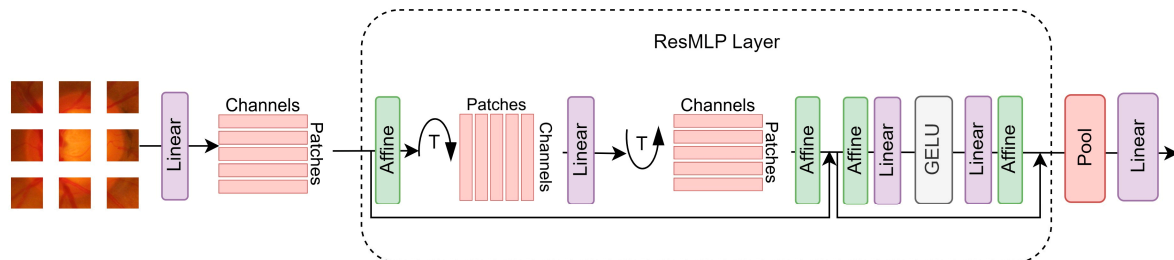 ResMLP Layer
Linear
Channels
Patches
Affine
T
Patches
Channels
Linear
T
Channels
Patches
Affine
Affine
Linear
GELU
Linear
Affine
Pool
Linear